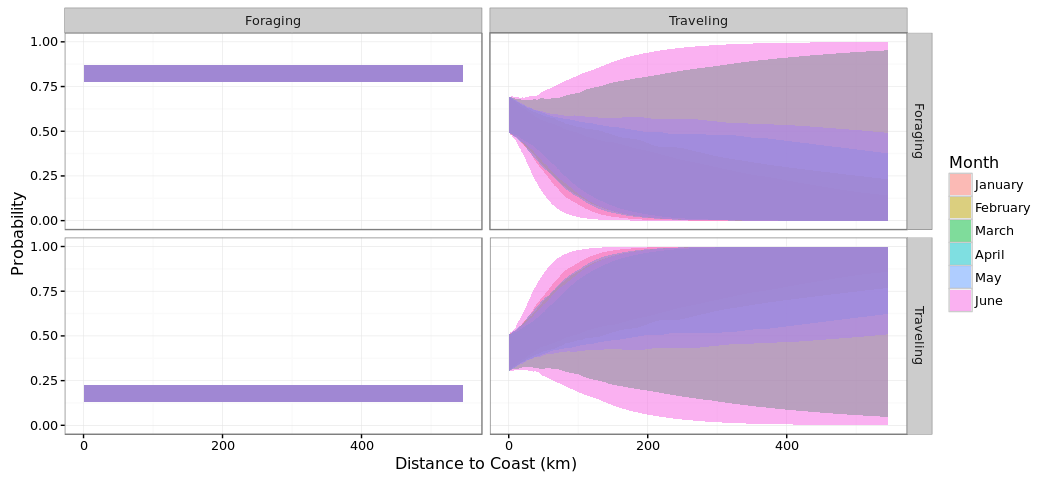 Foraging Traveling
1.00
0.75
0.50
0.25
0.00
Foraging
1.00
0.75
0.50
0.25
0.00
Traveling
Probability
0 200 400 0 200 400
Distance to Coast (km)
Month
January
February
March
April
May
June